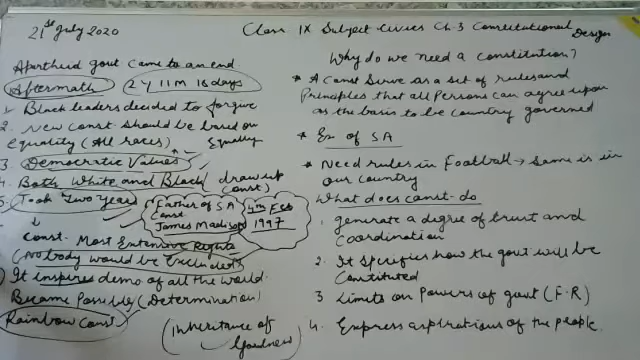 21st July 2020
Class IX Subject Civics Ch.3 Constitutional Design
Apartheid govt came to an end
Aftermath (2 y 11 m 18 days)
1. Black leaders decided to forgive
2. New const should be based on
Equality (All races) Equality
3. Democratic Values
4. Both White and Black draw up
(const)
5. Took Two Years
Father of SA
Const
James Madison
4th Feb
1997
Const. Most Extensive Rights
(Nobody would be Excluded)
It inspires demo of all the world.
Became Possible (Determination)
Rainbow Const
(Inheritance of
Goodness)
Why do we need a constitution?
* A Const Serve as a set of rules and
Principles that all Persons can agree upon
as the basis to be country governed
* Ex of SA
* Need rules in Football → Same is in
our country
What does const do
1. generate a degree of trust and
coordination
2. It Specifies how the govt will be
Constituted
3 Limits on Powers of govt (F.R)
4. Express aspirations of the people.